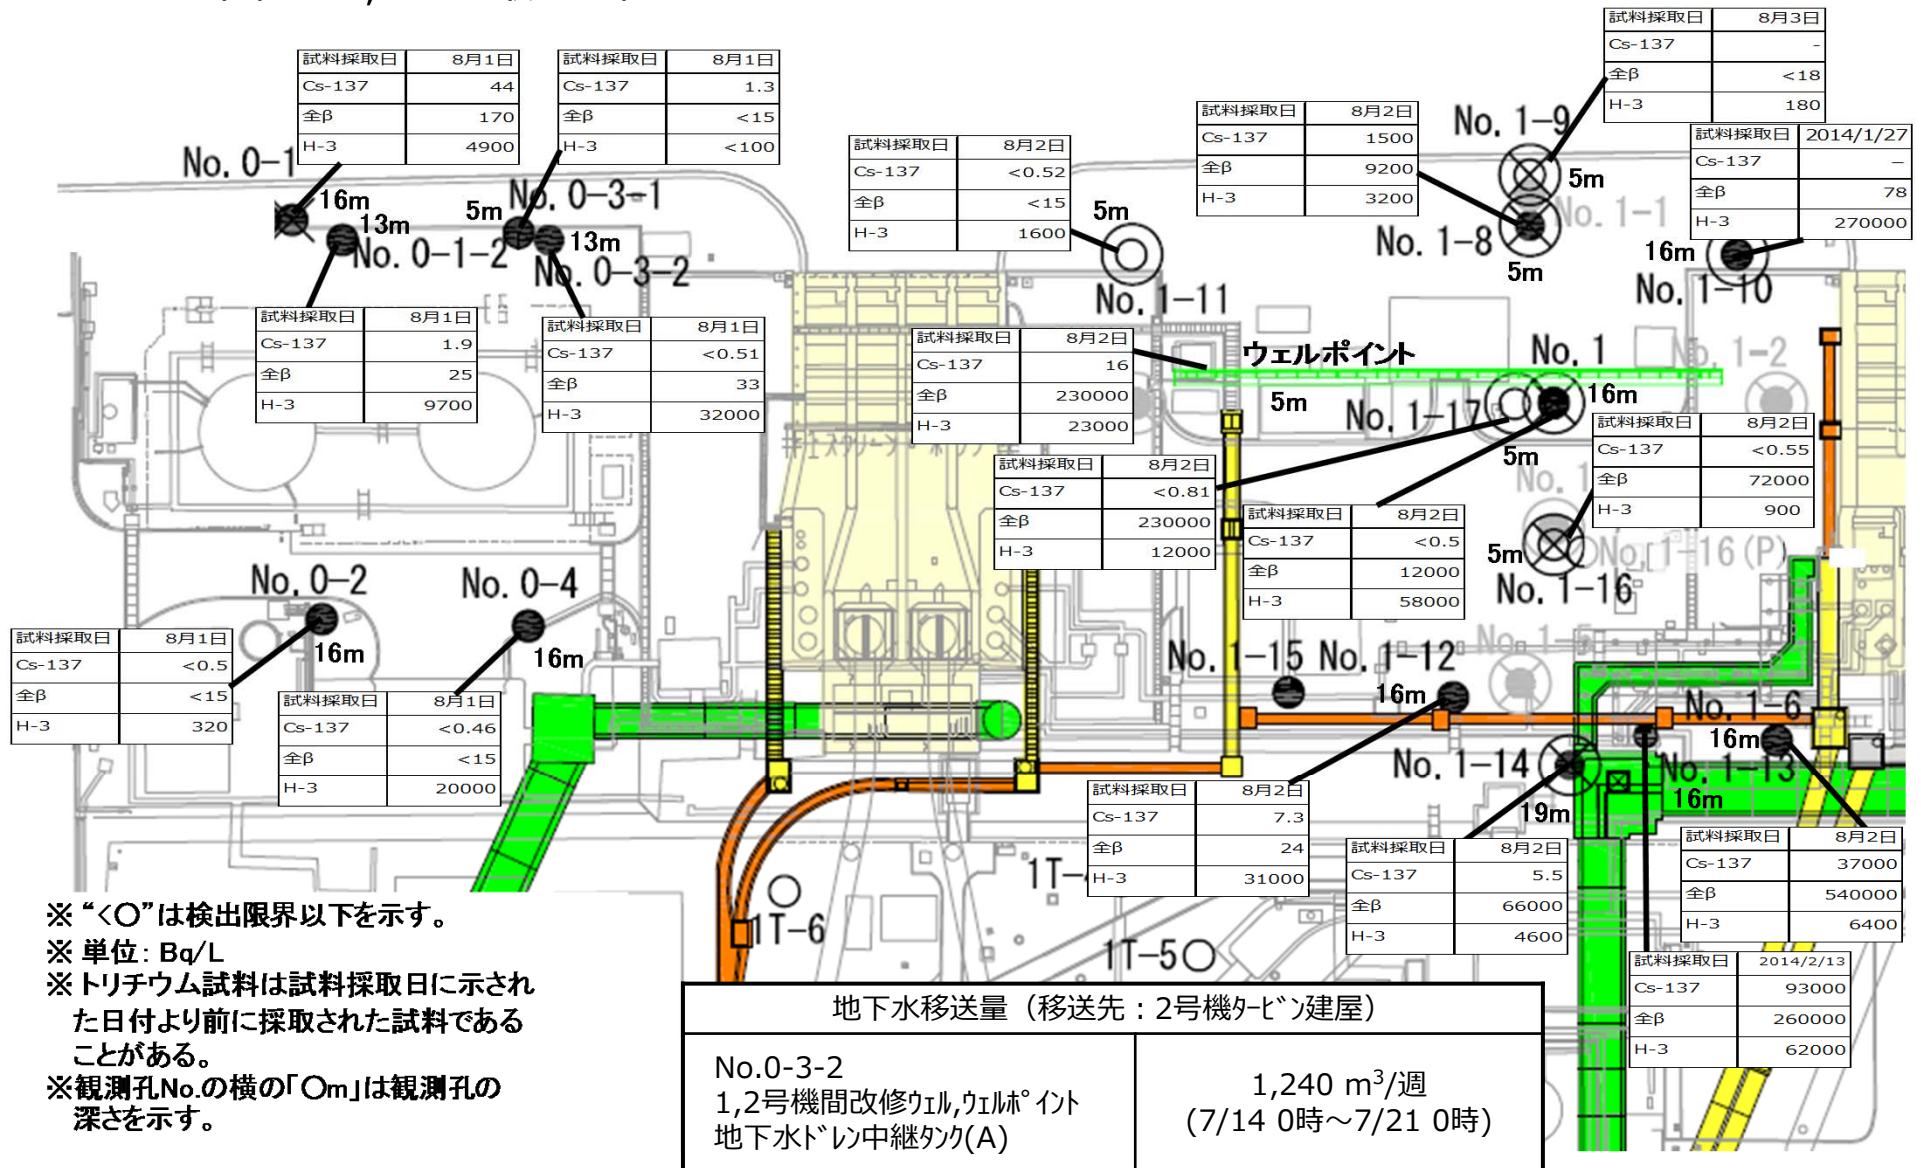 試料採取日 8月3日
Cs-137 -
全β <18
H-3 180
試料採取日 8月1日
Cs-137 44
全β 170
H-3 4900
試料採取日 8月1日
Cs-137 1.3
全β <15
H-3 <100
試料採取日 8月2日
Cs-137 1500
全β 9200
H-3 3200
試料採取日 2014/1/27
Cs-137 －
全β 78
H-3 270000
試料採取日 8月2日
Cs-137 <0.52
全β <15
H-3 1600
No. 0-1
16m
13m
No. 0-1-2
5m
No. 0-3-1
13m
No. 0-3-2
5m
No. 1-11
No. 1-9
5m
No. 1-1
No. 1-8
5m
16m
No. 1-10
試料採取日 8月1日
Cs-137 1.9
全β 25
H-3 9700
試料採取日 8月1日
Cs-137 <0.51
全β 33
H-3 32000
試料採取日 8月2日
Cs-137 16
全β 230000
H-3 23000
ウェルポイント
5m
No. 1
No. 1-2
16m
No. 1-17
5m
試料採取日 8月2日
Cs-137 <0.55
全β 72000
H-3 900
試料採取日 8月2日
Cs-137 <0.81
全β 230000
H-3 12000
試料採取日 8月2日
Cs-137 <0.5
全β 12000
H-3 58000
5m
No. 1-16(P)
No. 1-16
No. 0-2
16m
No. 0-4
16m
試料採取日 8月1日
Cs-137 <0.5
全β <15
H-3 320
試料採取日 8月1日
Cs-137 <0.46
全β <15
H-3 20000
No. 1-15
No. 1-12
16m
No. 1-5
No. 1-6
16m
No. 1-14
19m
No. 1-13
16m
試料採取日 8月2日
Cs-137 7.3
全β 24
H-3 31000
試料採取日 8月2日
Cs-137 5.5
全β 66000
H-3 4600
試料採取日 8月2日
Cs-137 37000
全β 540000
H-3 6400
試料採取日 2014/2/13
Cs-137 93000
全β 260000
H-3 62000
1T-6
1T-5
※ “<○”は検出限界以下を示す。
※ 単位: Bq/L
※ トリチウム試料は試料採取日に示され
た日付より前に採取された試料である
ことがある。
※観測孔No.の横の「○m」は観測孔の
深さを示す。
地下水移送量（移送先：2号機ﾀｰﾋﾞﾝ建屋）
No.0-3-2
1,2号機間改修ｳｪﾙ,ｳｪﾙﾎﾟｲﾝﾄ
地下水ﾄﾞﾚﾝ中継ﾀﾝｸ(A)
1,240 m³/週
(7/14 0時～7/21 0時)